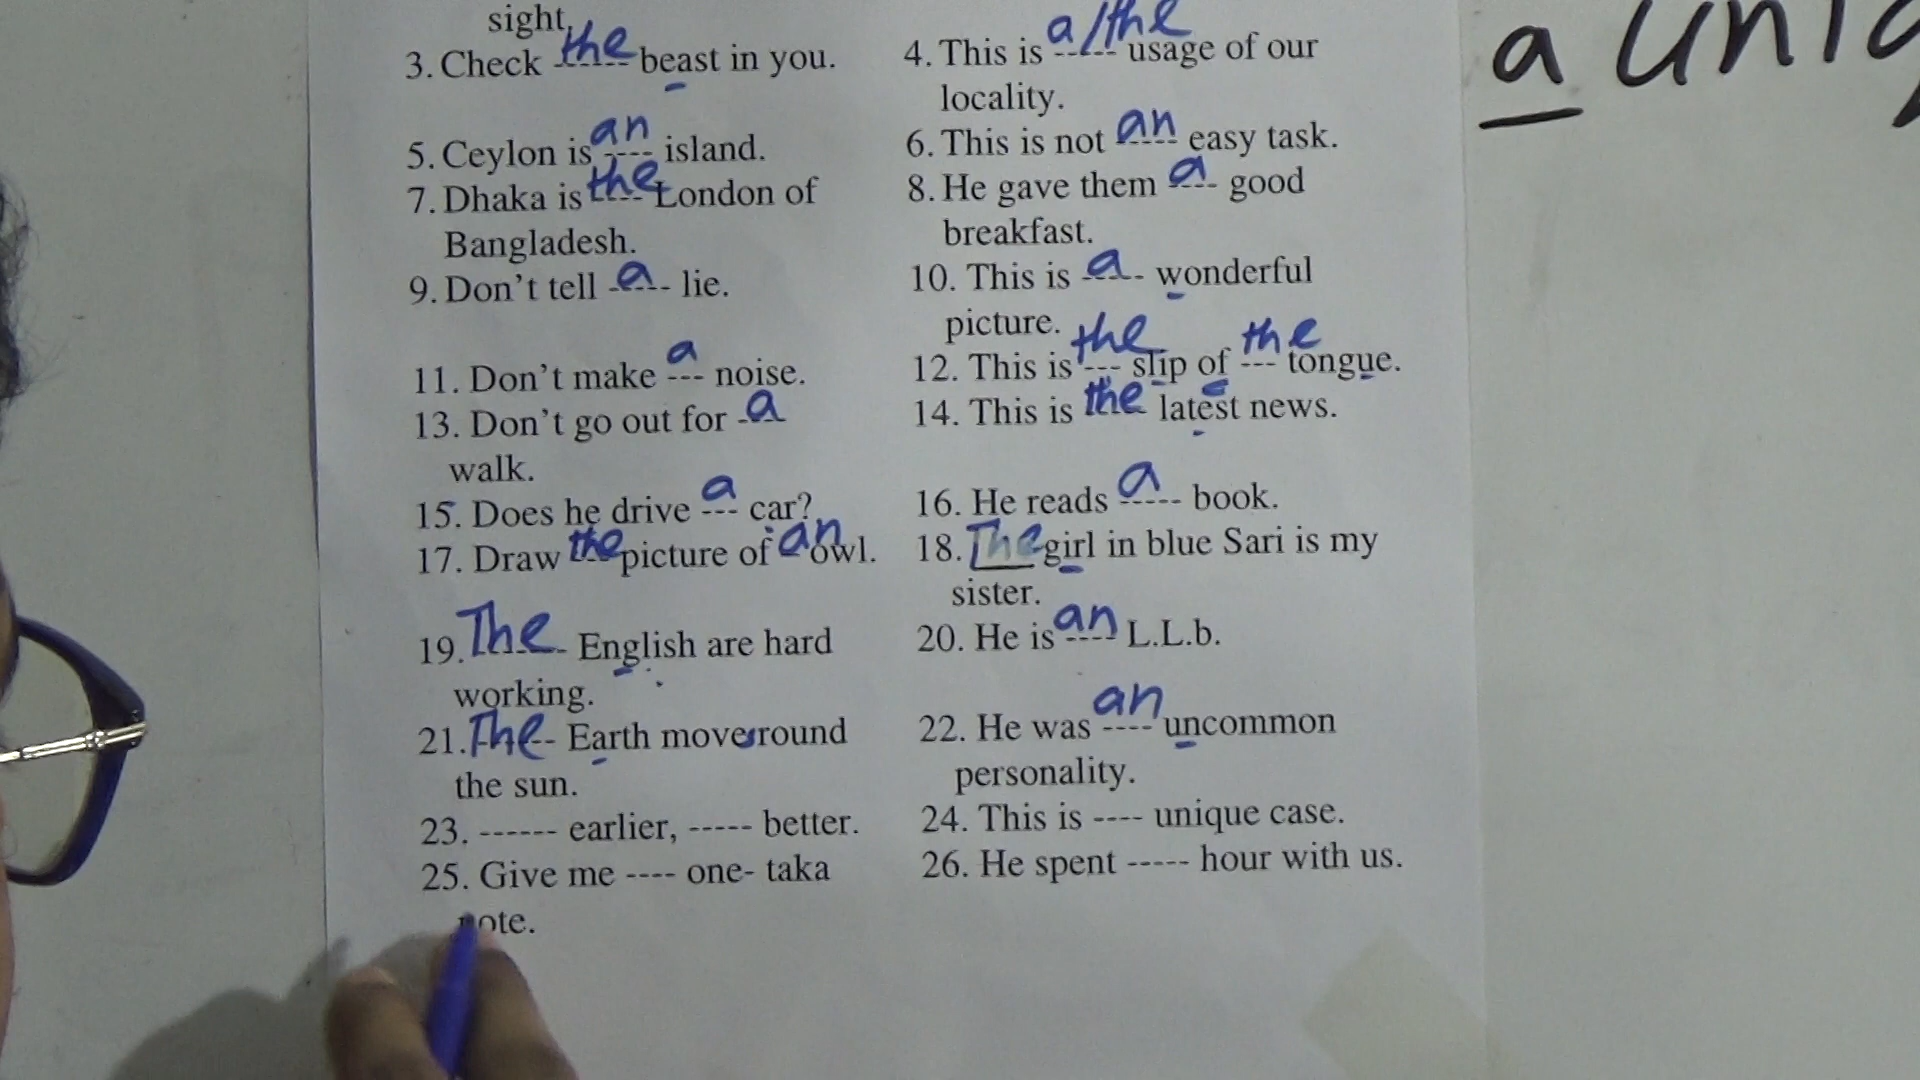 sight.
3. Check the beast in you.
4. This is a/the usage of our
locality.
5. Ceylon is an island.
6. This is not an easy task.
7. Dhaka is the London of
Bangladesh.
8. He gave them a good
breakfast.
9. Don't tell a lie.
10. This is a wonderful
picture.
11. Don't make a noise.
12. This is the slip of the tongue.
13. Don't go out for a
walk.
14. This is the latest news.
15. Does he drive a car?
16. He reads a book.
17. Draw the picture of an owl.
18. The girl in blue Sari is my
sister.
19. The English are hard
working.
20. He is an L.L.b.
21. The Earth moves round
the sun.
22. He was an uncommon
personality.
23. ------ earlier, ----- better.
24. This is ---- unique case.
25. Give me ---- one- taka
note.
26. He spent ----- hour with us.
a